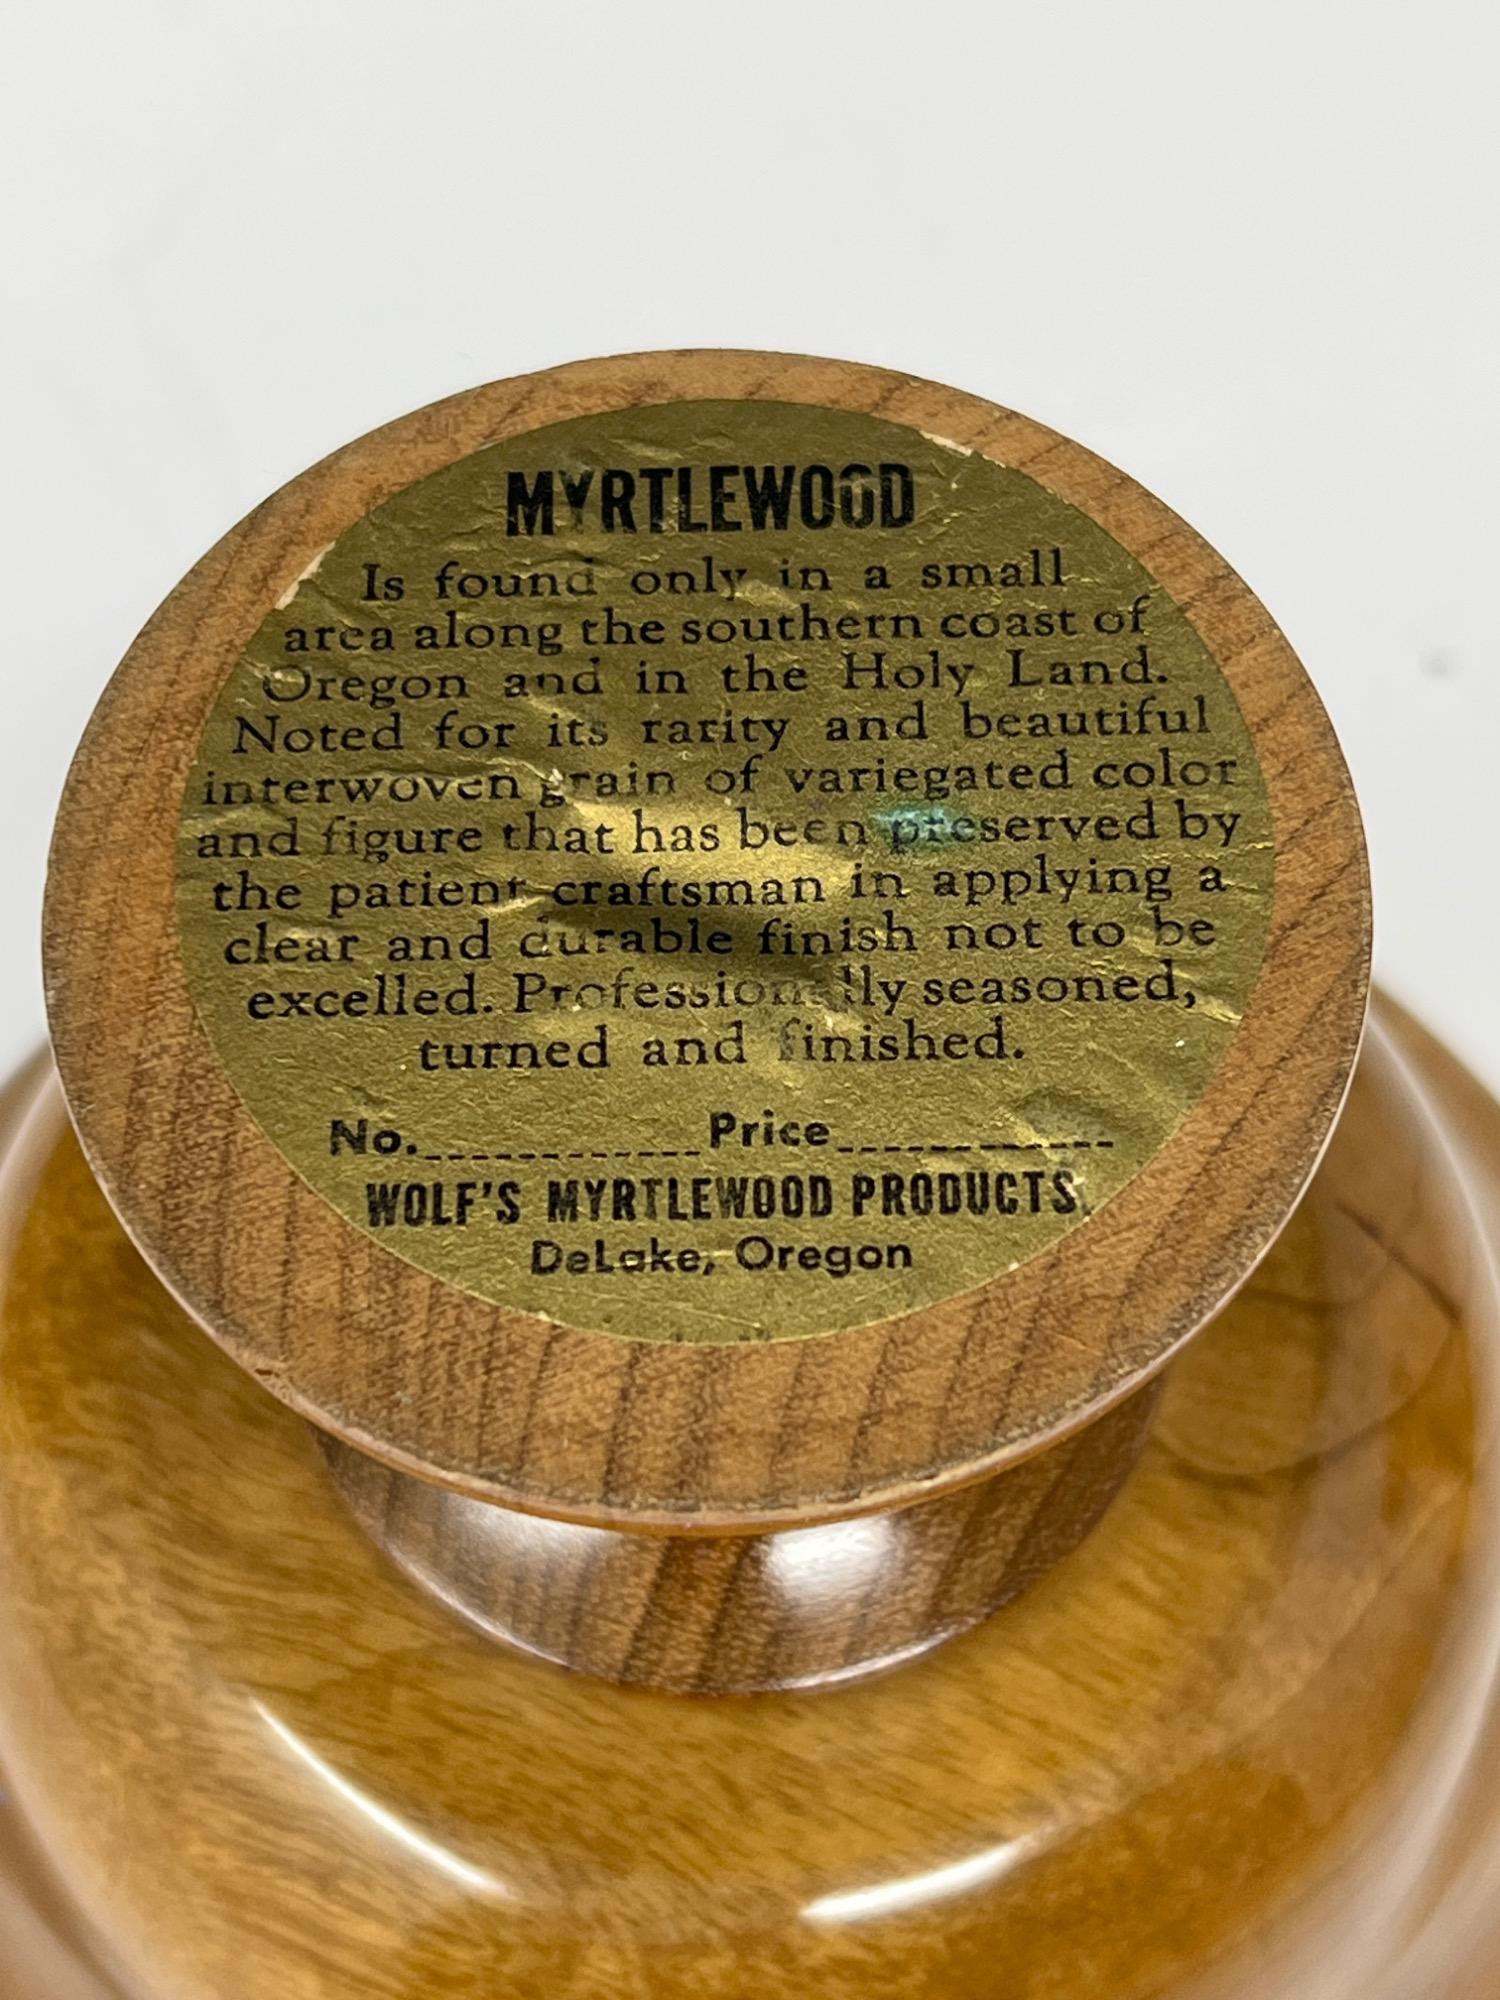 MYRTLEWOOD
Is found only in a small
area along the southern coast of
Oregon and in the Holy Land.
Noted for its rarity and beautiful
interwoven grain of variegated color
and figure that has been preserved by
the patient craftsman in applying a
clear and durable finish not to be
excelled. Professionally seasoned,
turned and finished.
No.____________Price____________
WOLF'S MYRTLEWOOD PRODUCTS.
DeLake, Oregon